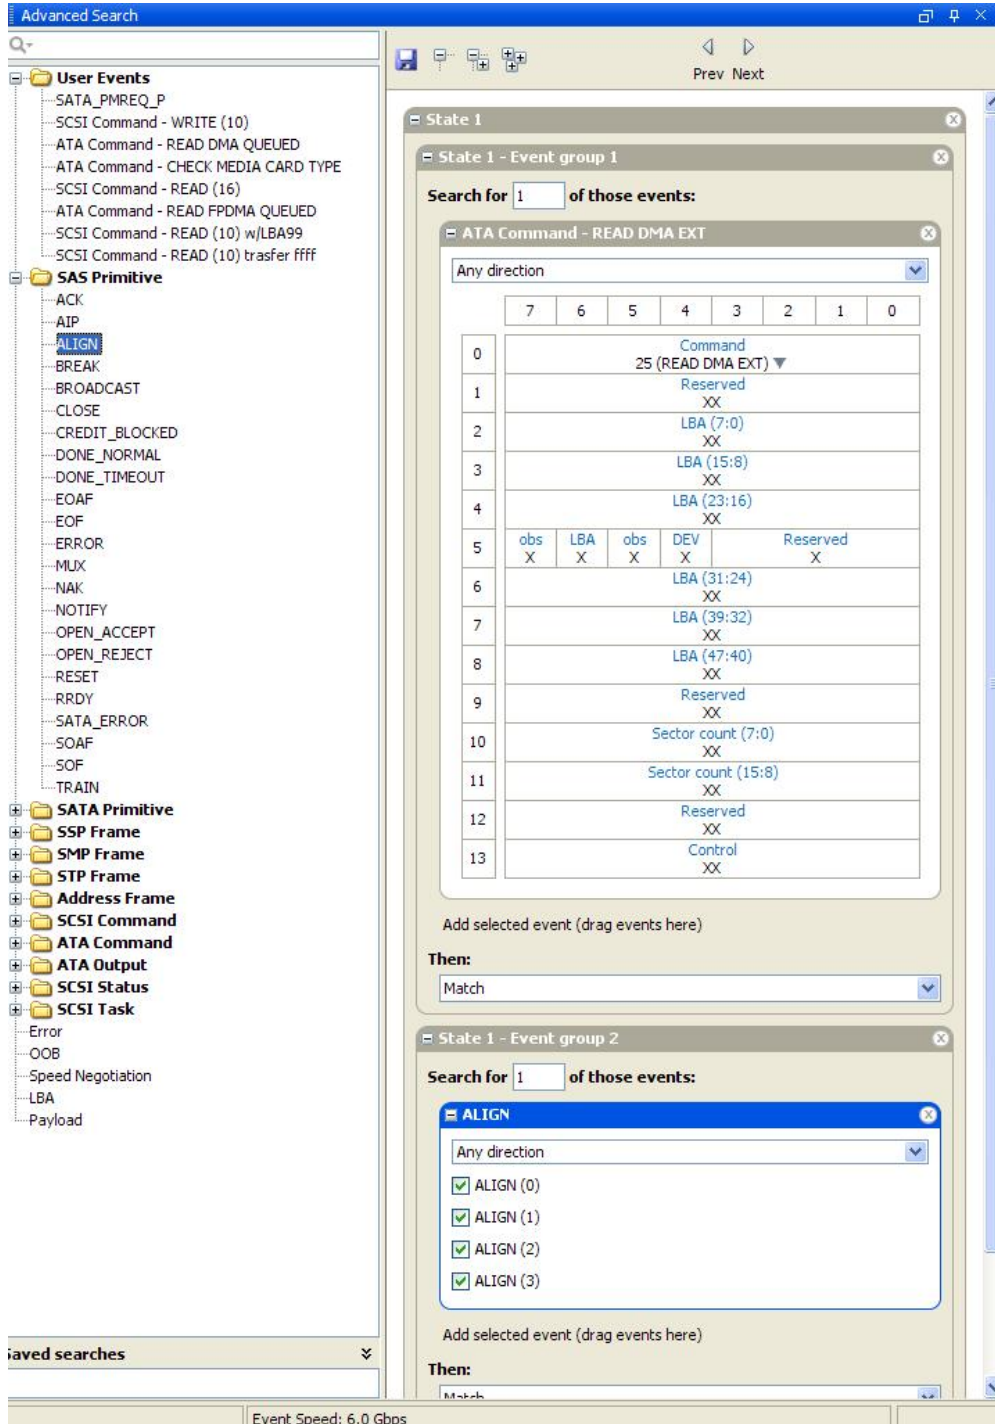 Advanced Search
User Events
SATA_PMREQ_P
SCSI Command - WRITE (10)
ATA Command - READ DMA QUEUED
ATA Command - CHECK MEDIA CARD TYPE
SCSI Command - READ (16)
ATA Command - READ FPDMA QUEUED
SCSI Command - READ (10) w/LBA99
SCSI Command - READ (10) trasfer ffff
SAS Primitive
ACK
AIP
ALIGN
BREAK
BROADCAST
CLOSE
CREDIT_BLOCKED
DONE_NORMAL
DONE_TIMEOUT
EOAF
EOF
ERROR
MUX
NAK
NOTIFY
OPEN_ACCEPT
OPEN_REJECT
RESET
RRDY
SATA_ERROR
SOAF
SOF
TRAIN
SATA Primitive
SSP Frame
SMP Frame
STP Frame
Address Frame
SCSI Command
ATA Command
ATA Output
SCSI Status
SCSI Task
Error
OOB
Speed Negotiation
LBA
Payload
Saved searches
Prev Next
State 1
State 1 - Event group 1
Search for 1 of those events:
ATA Command - READ DMA EXT
Any direction
7 6 5 4 3 2 1 0
0 Command
25 (READ DMA EXT)
1 Reserved
XX
2 LBA (7:0)
XX
3 LBA (15:8)
XX
4 LBA (23:16)
XX
5 obs LBA obs DEV Reserved
X X X X X
6 LBA (31:24)
XX
7 LBA (39:32)
XX
8 LBA (47:40)
XX
9 Reserved
XX
10 Sector count (7:0)
XX
11 Sector count (15:8)
XX
12 Reserved
XX
13 Control
XX
Add selected event (drag events here)
Then:
Match
State 1 - Event group 2
Search for 1 of those events:
ALIGN
Any direction
ALIGN (0)
ALIGN (1)
ALIGN (2)
ALIGN (3)
Add selected event (drag events here)
Then:
Match
Event Speed: 6.0 Gbps